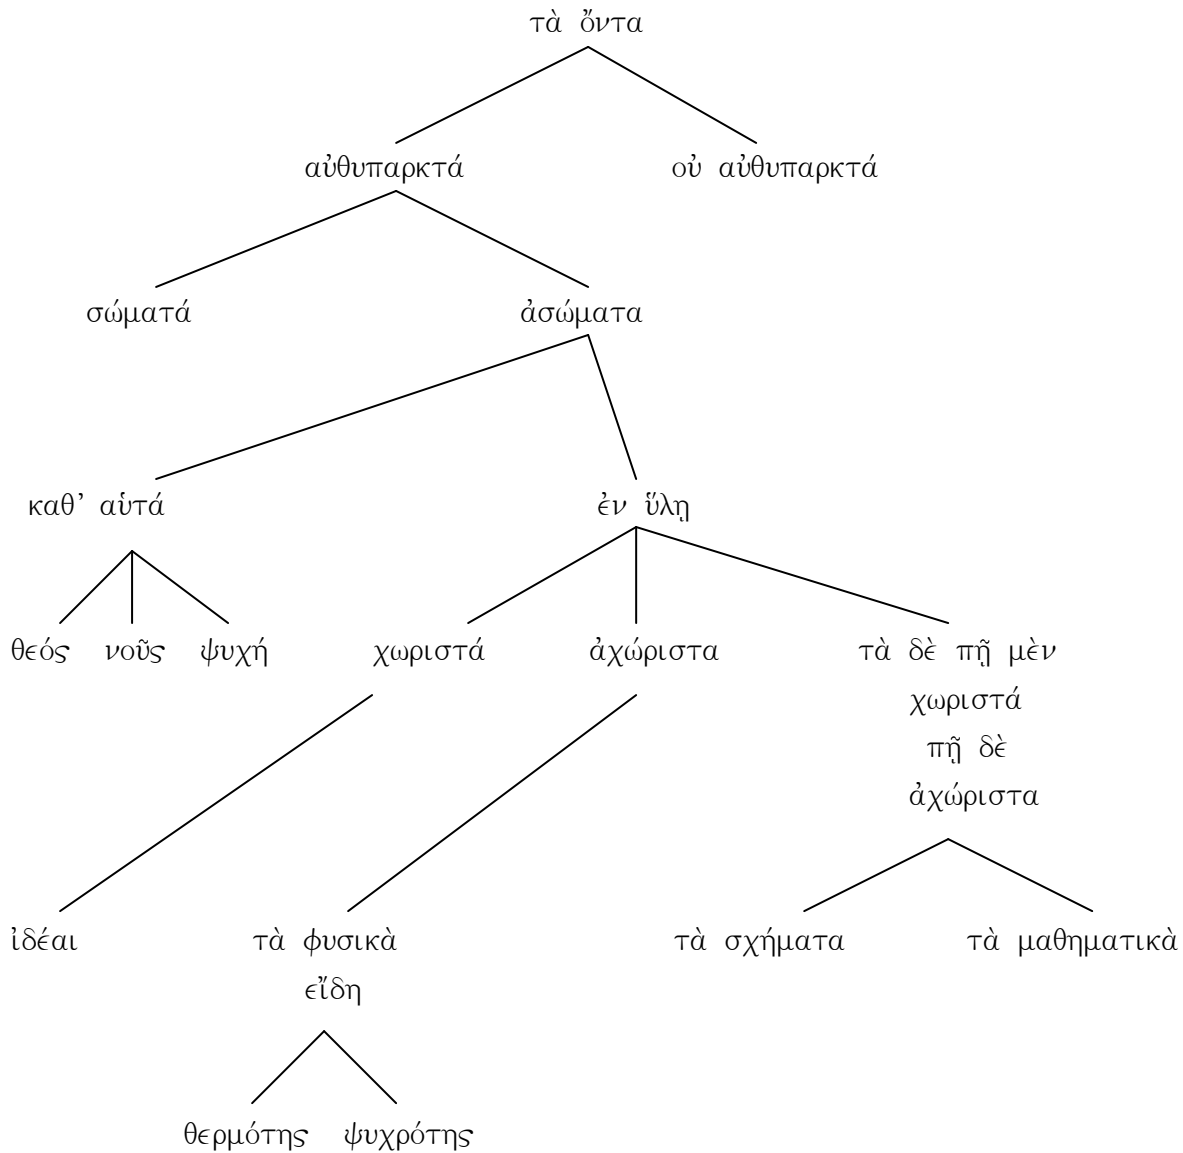 τὰ ὄντα
αὐθυπαρκτά οὐ αὐθυπαρκτά
σώματά ἀσώματα
καθ’ αὑτά ἐν ὕλῃ
θεός νοῦς ψυχή χωριστά ἀχώριστα τὰ δὲ πῇ μὲν
χωριστά
πῇ δὲ
ἀχώριστα
ἰδέαι τὰ φυσικὰ τὰ σχήματα τὰ μαθηματικὰ
εἴδη
θερμότης ψυχρότης